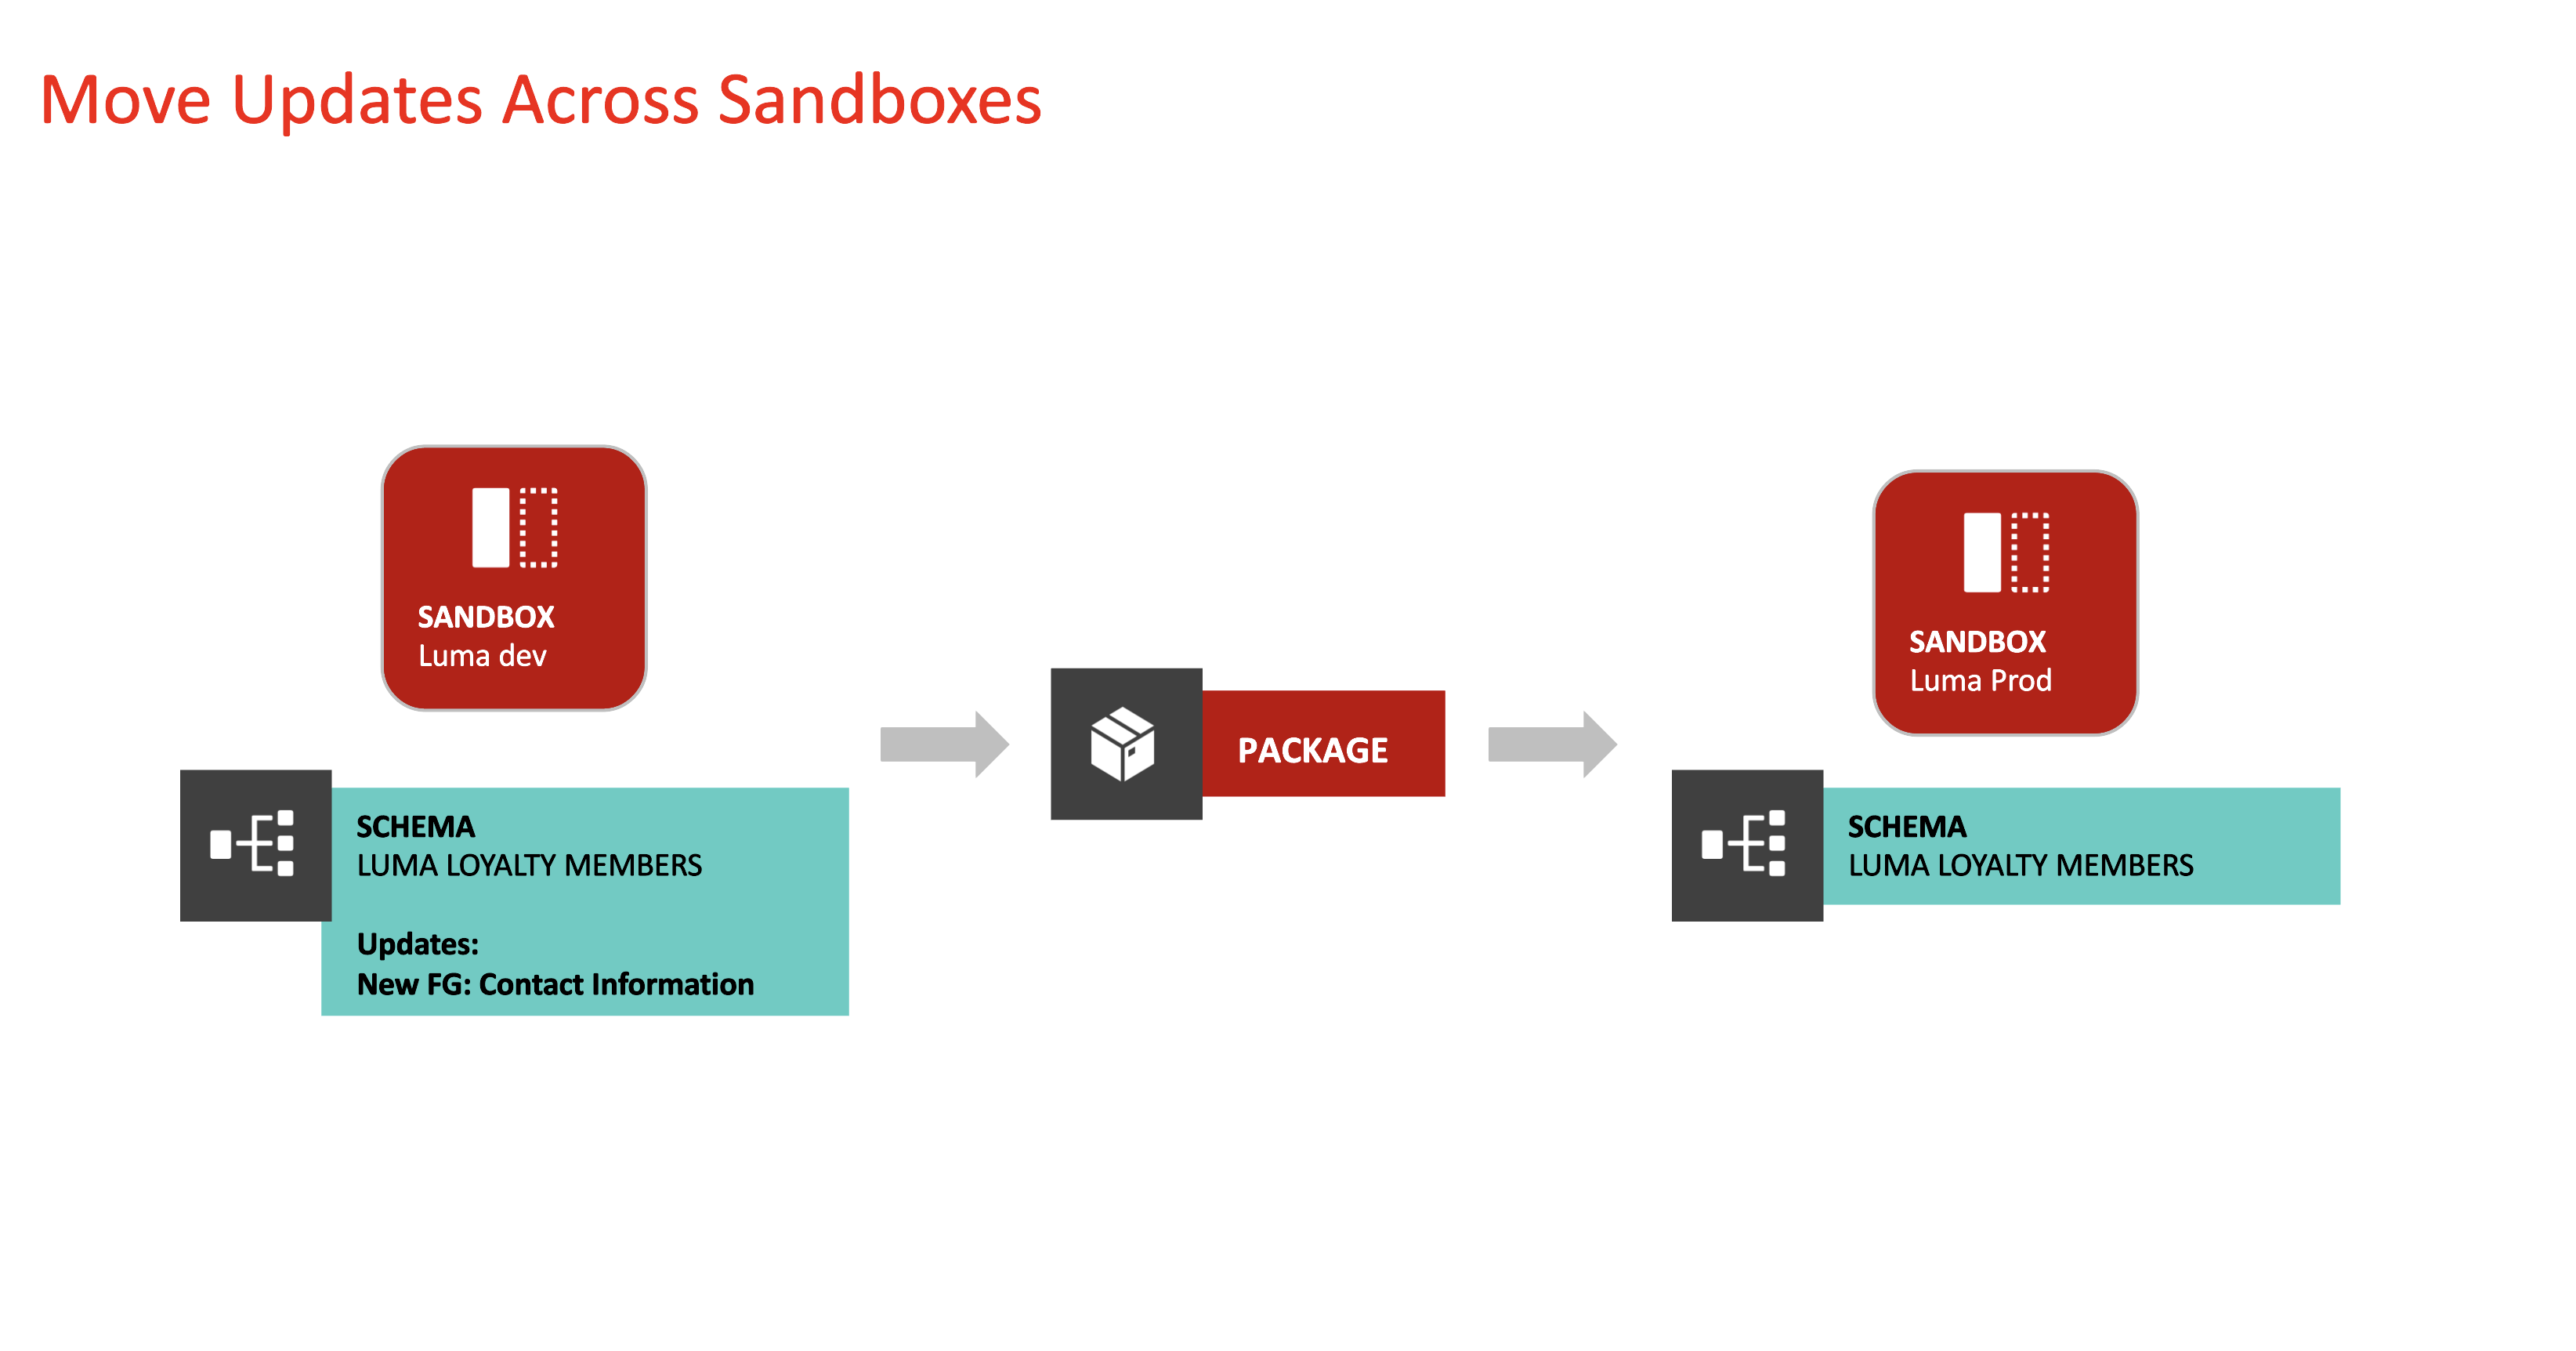 Move Updates Across Sandboxes
SANDBOX
Luma dev
SCHEMA
LUMA LOYALTY MEMBERS
Updates:
New FG: Contact Information
PACKAGE
SANDBOX
Luma Prod
SCHEMA
LUMA LOYALTY MEMBERS